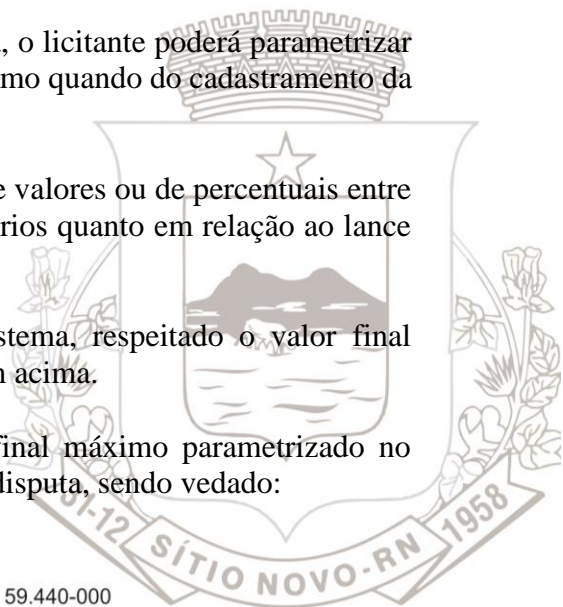 , o licitante poderá parametrizar
mo quando do cadastramento da
e valores ou de percentuais entre
rios quanto em relação ao lance
stema, respeitado o valor final
acima.
final máximo parametrizado no
disputa, sendo vedado:
31-12 SÍTIO NOVO-RN 1958
59.440-000